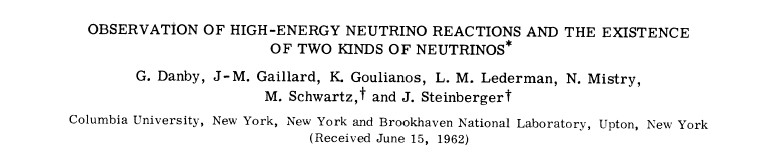 OBSERVATION OF HIGH-ENERGY NEUTRINO REACTIONS AND THE EXISTENCE
OF TWO KINDS OF NEUTRINOS*
G. Danby, J-M. Gaillard, K. Goulianos, L. M. Lederman, N. Mistry,
M. Schwartz,† and J. Steinberger†
Columbia University, New York, New York and Brookhaven National Laboratory, Upton, New York
(Received June 15, 1962)